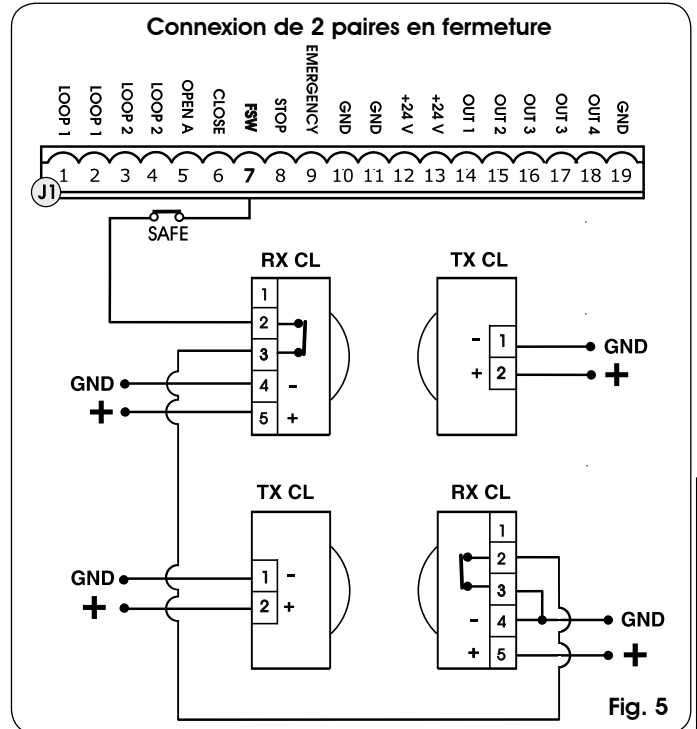 Connexion de 2 paires en fermeture
LOOP 1 LOOP 1 LOOP 2 LOOP 2 OPEN A CLOSE FSW STOP EMERGENCY GND GND +24 V +24 V OUT 1 OUT 2 OUT 3 OUT 3 OUT 4 GND
J1 1 2 3 4 5 6 7 8 9 10 11 12 13 14 15 16 17 18 19
SAFE
RX CL TX CL
1
2
3
GND 4 -
+ 5 +
- 1 GND
+ 2 +
TX CL RX CL
GND 1 -
+ 2 +
1
2
3
- 4 GND
+ 5 +
Fig. 5